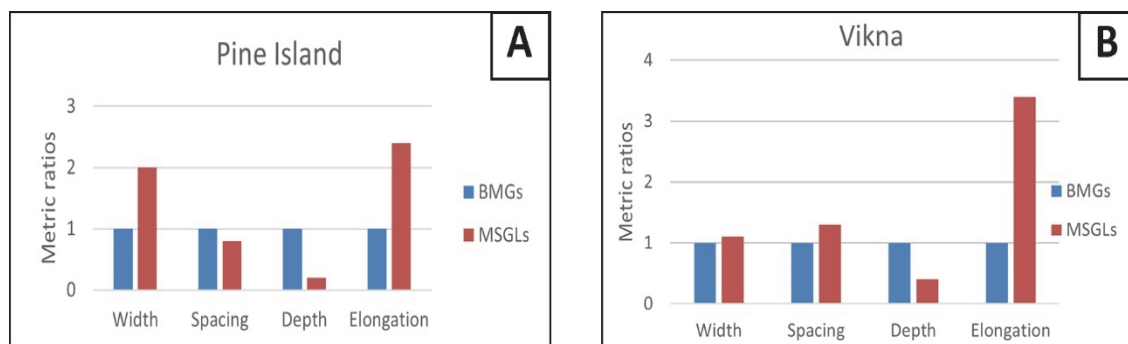 Pine Island
A
3
2
1
0
Metric ratios
Width Spacing Depth Elongation
BMGs
MSGLs
Vikna
B
4
3
2
1
0
Metric ratios
Width Spacing Depth Elongation
BMGs
MSGLs